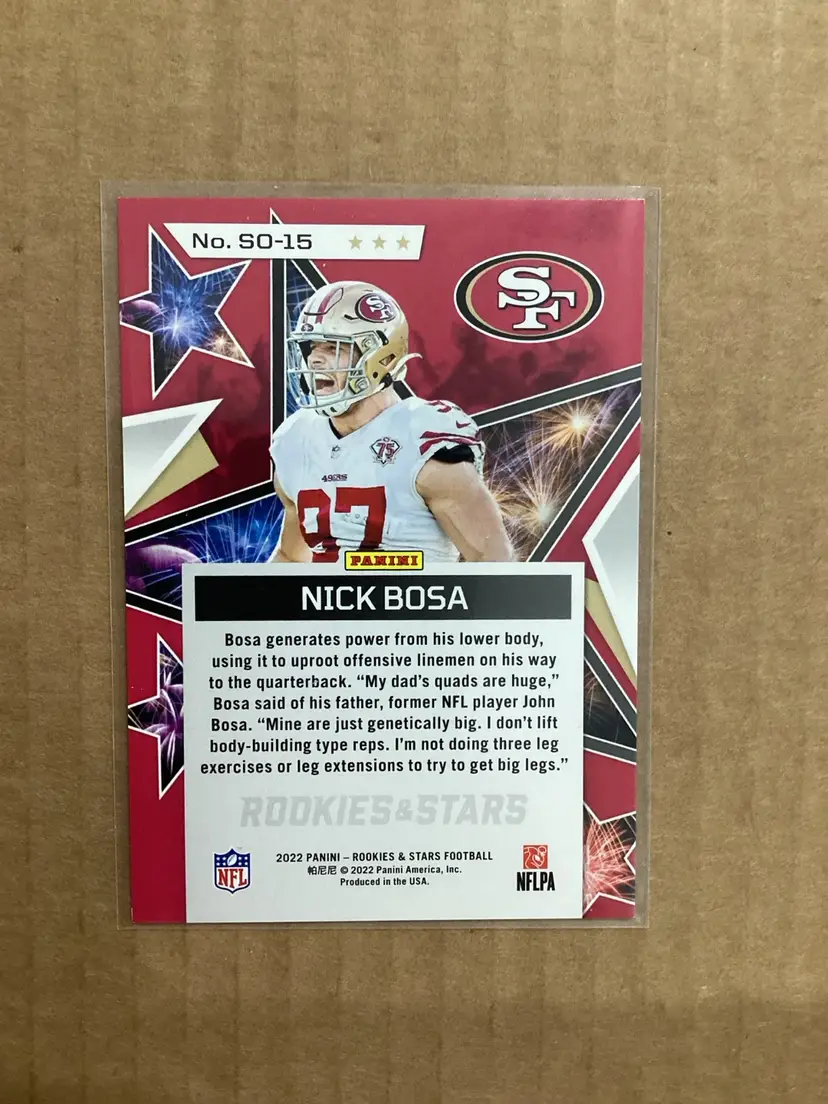 No. SO-15
SF
SF
75
49ERS
97
PANINI
NICK BOSA
Bosa generates power from his lower body,
using it to uproot offensive linemen on his way
to the quarterback. “My dad’s quads are huge,”
Bosa said of his father, former NFL player John
Bosa. “Mine are just genetically big. I don’t lift
body-building type reps. I’m not doing three leg
exercises or leg extensions to try to get big legs.”
ROOKIES&STARS
NFL
2022 PANINI – ROOKIES & STARS FOOTBALL
帕尼尼 © 2022 Panini America, Inc.
Produced in the USA.
NFLPA